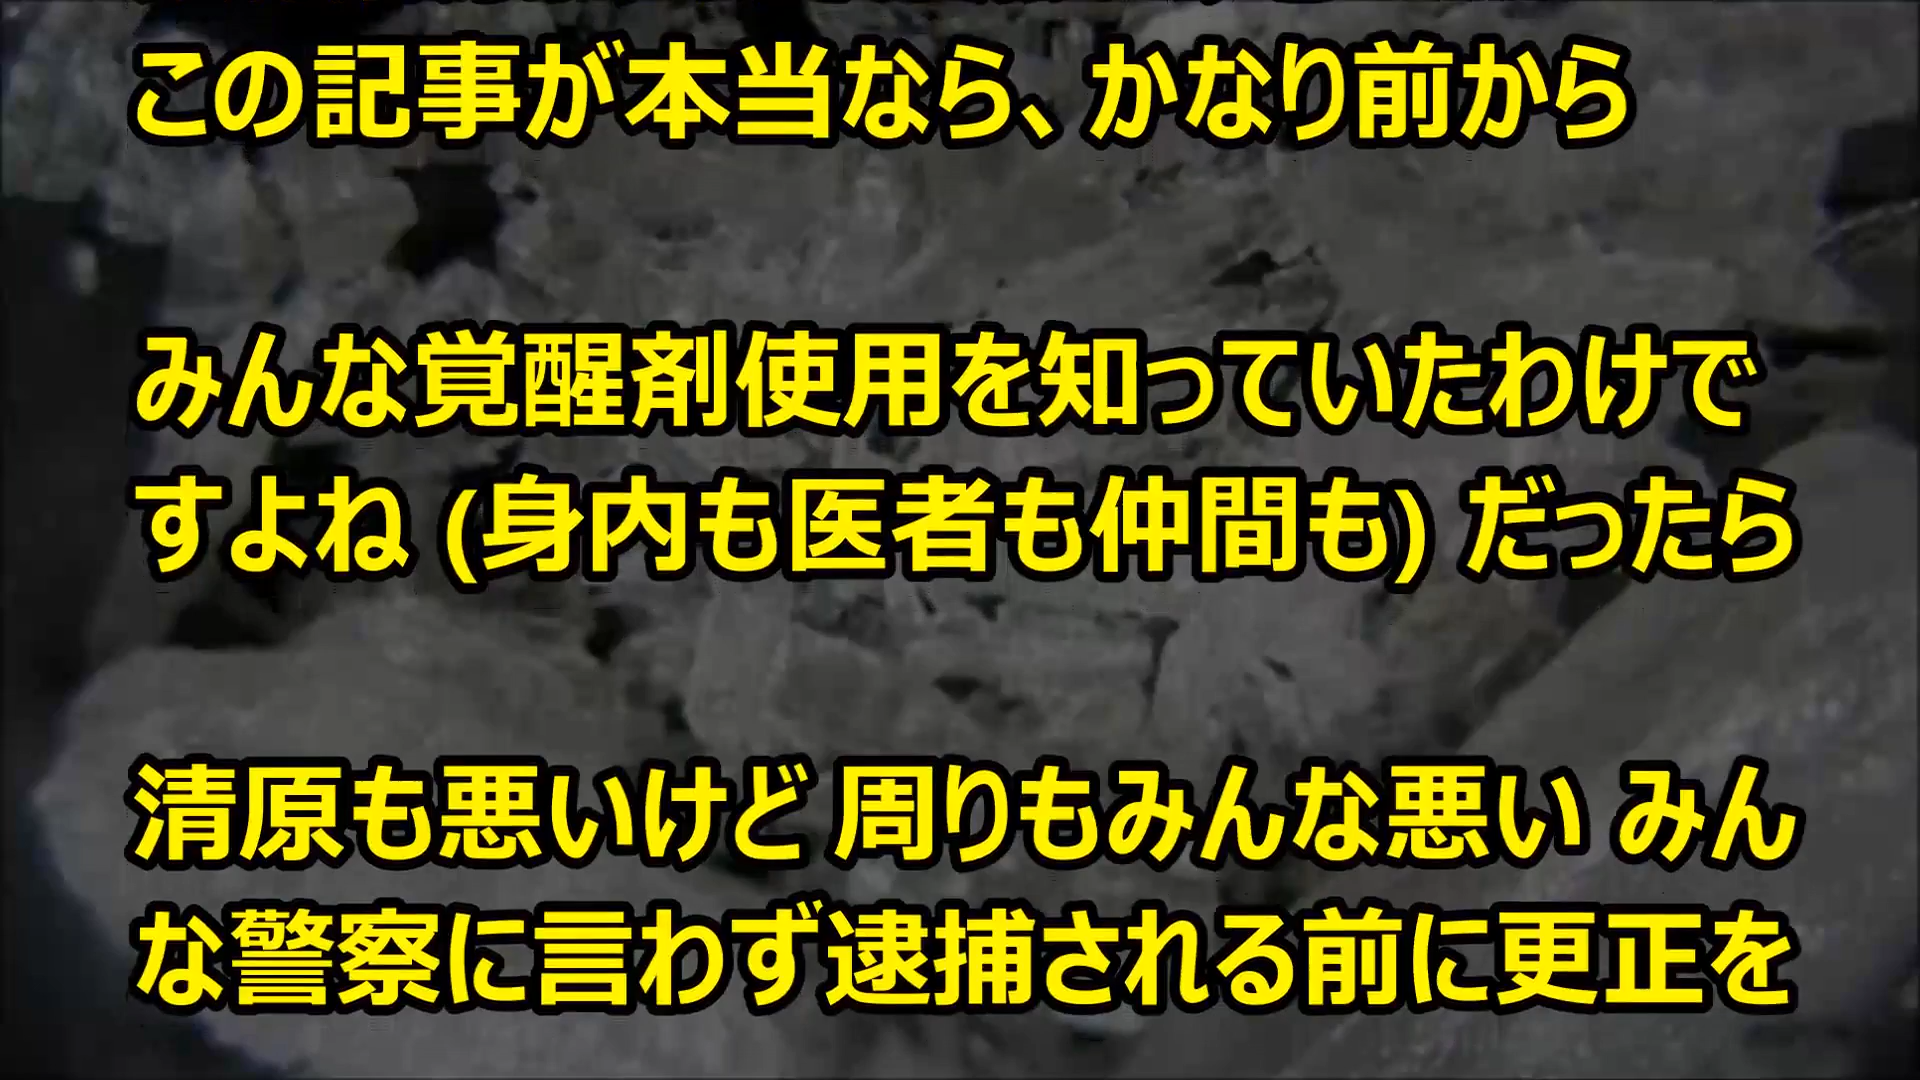 この記事が本当なら、かなり前から
みんな覚醒剤使用を知っていたわけで
すよね (身内も医者も仲間も) だったら
清原も悪いけど 周りもみんな悪い みん
な警察に言わず逮捕される前に更正を